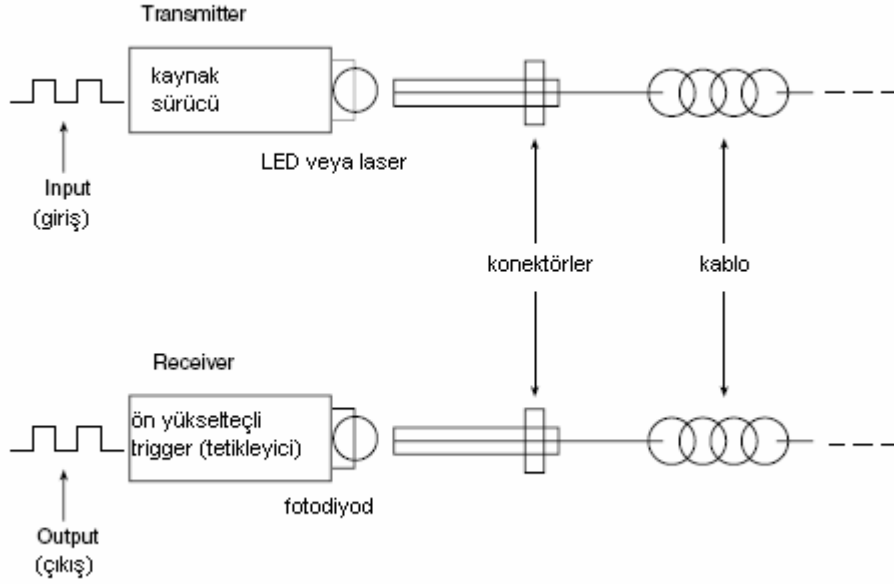 Transmitter
kaynak
sürücü
LED veya laser
Input
(giriş)
konektörler
kablo
Receiver
ön yükselteçli
trigger (tetikleyici)
fotodiyod
Output
(çıkış)